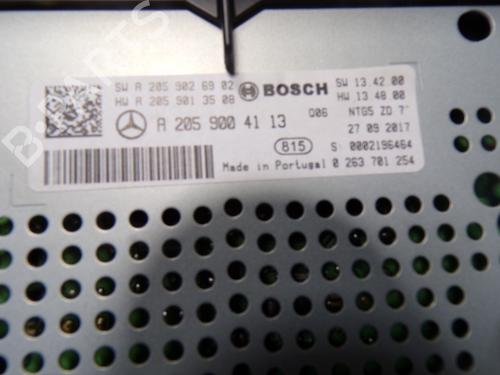 SW A 205 902 69 02
HW A 205 901 35 08
BOSCH
SW 13.42.00
HW 13.48.00
A 205 900 41 13
Q06
NTG5 ZD 7"
27 09 2017
815
S: 0002196464
Made in Portugal 0 263 701 254
B-PARTS